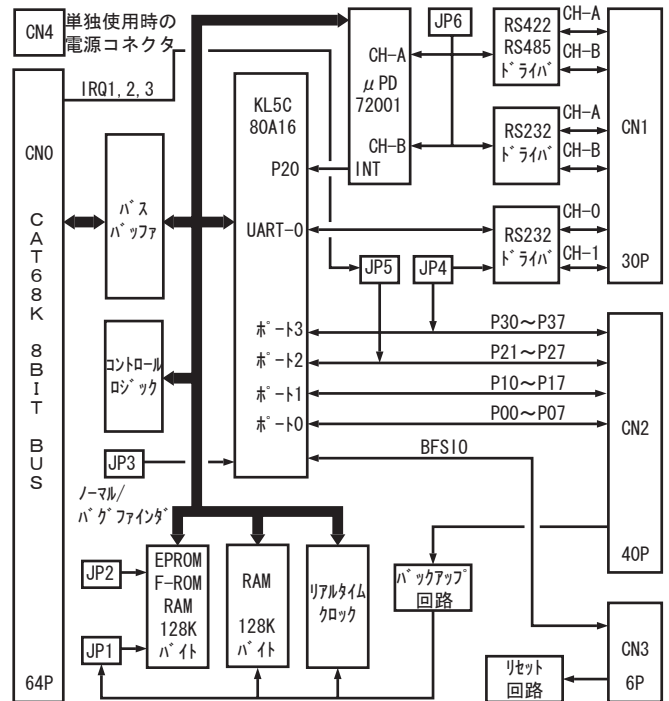 CN4
単独使用時の
電源コネクタ
IRQ1,2,3
CN0
CAT68K 8BIT BUS
64P
バス
バッファ
コントロール
ロジック
JP3
ノーマル/
バグファインダ
JP2
JP1
EPROM
F-ROM
RAM
128K
バイト
RAM
128K
バイト
リアルタイム
クロック
KL5C
80A16
P20
UART-0
ポート3
ポート2
ポート1
ポート0
CH-A
μPD
72001
CH-B
INT
JP6
JP5
JP4
RS422
RS485
ドライバ
RS232
ドライバ
RS232
ドライバ
CH-A
CH-B
CH-A
CH-B
CH-0
CH-1
CN1
30P
P30～P37
P21～P27
P10～P17
P00～P07
BFSIO
CN2
40P
バックアップ
回路
リセット
回路
CN3
6P